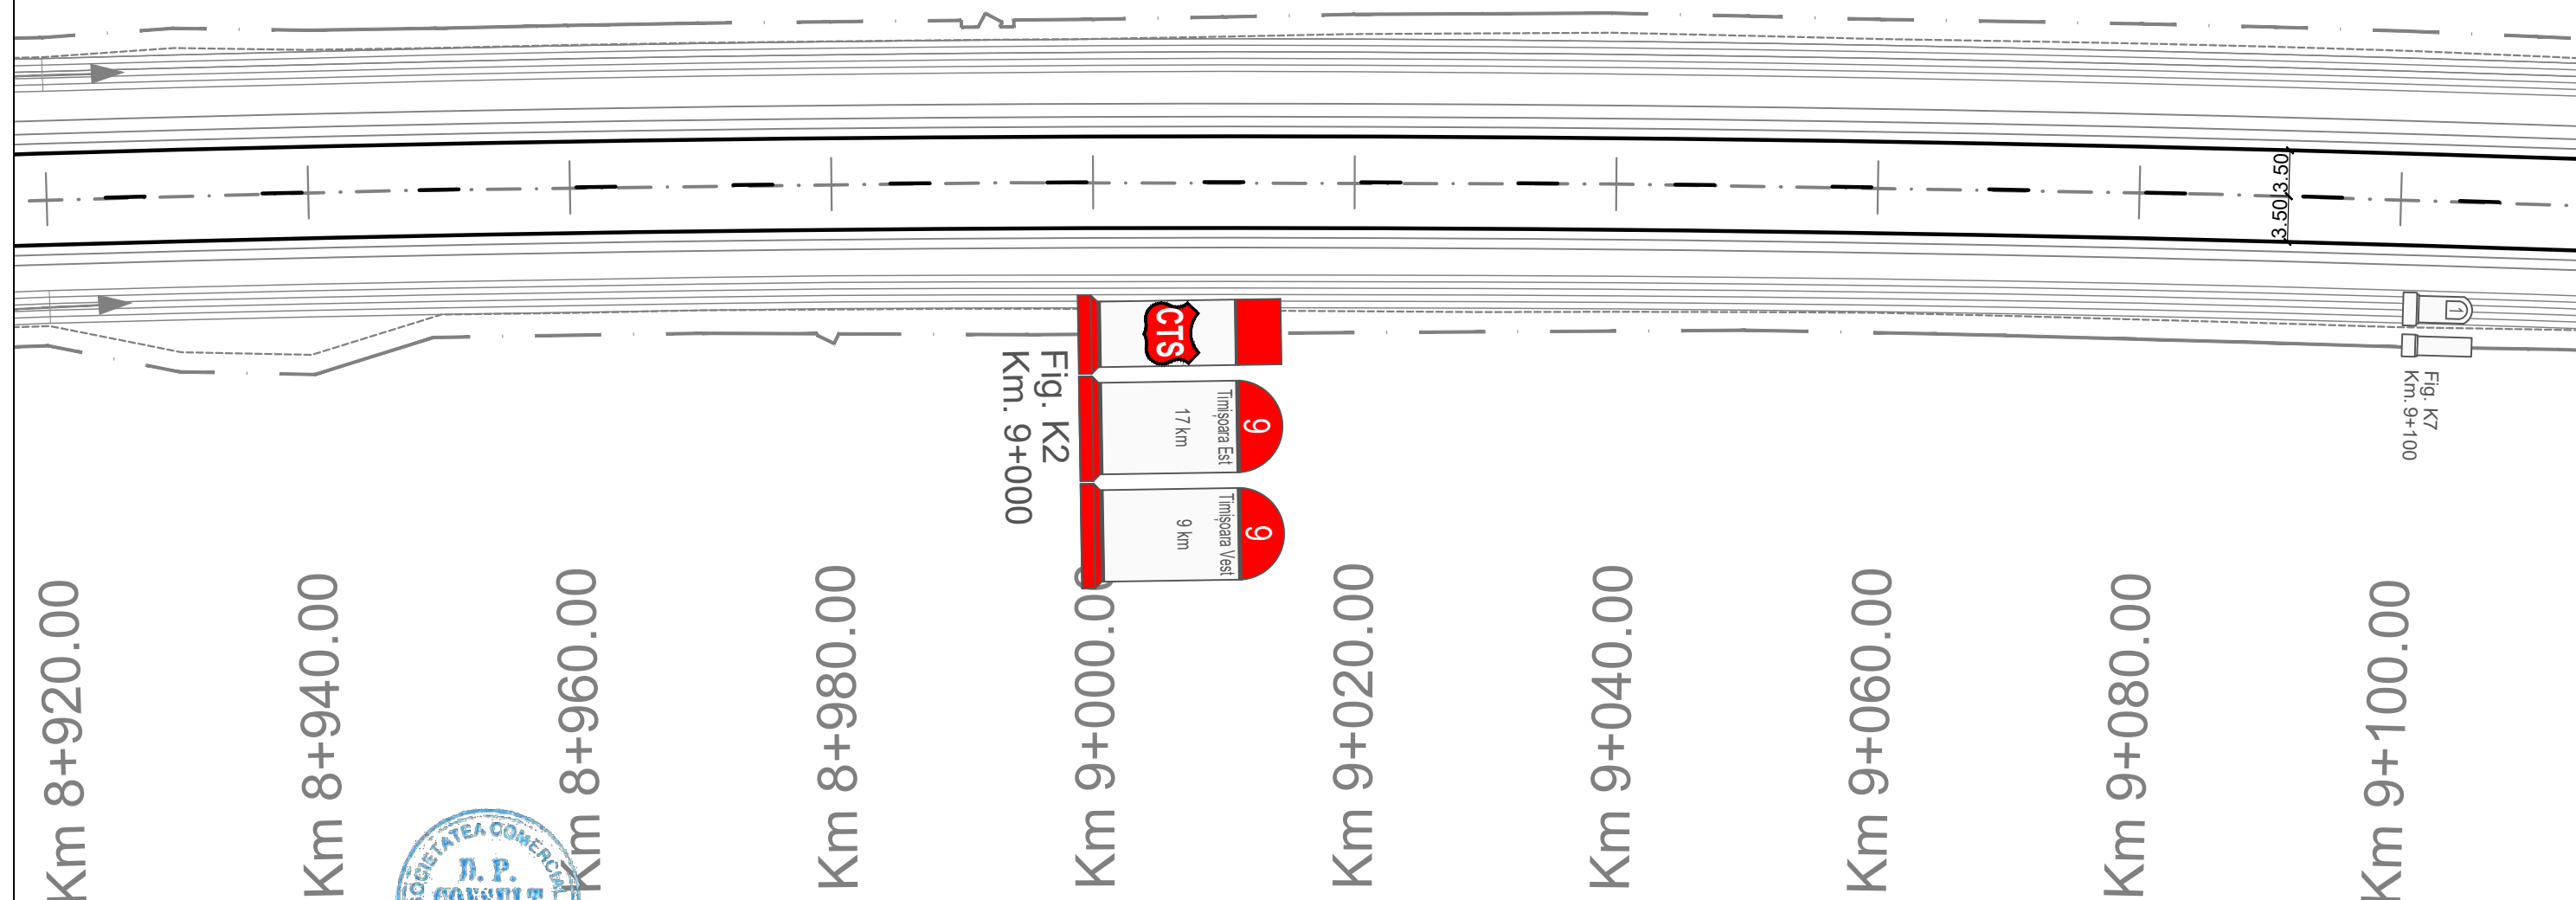 3.50
3.50
CTS
9
Timișoara Est
17 km
9
Timișoara Vest
9 km
Fig. K2
Km. 9+000
1
Fig. K7
Km. 9+100
Km 8+920.00
Km 8+940.00
Km 8+960.00
Km 8+980.00
Km 9+000.00
Km 9+020.00
Km 9+040.00
Km 9+060.00
Km 9+080.00
Km 9+100.00
SOCIETATEA COMERCIAL
D. P.
CONSULT